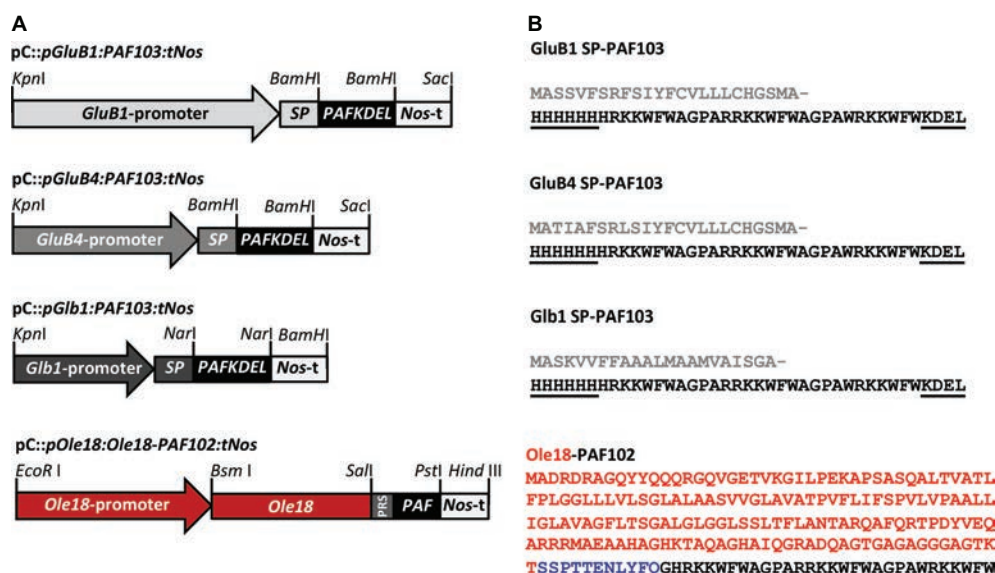 A
pC::pGluB1:PAF103:tNos
KpnI BamHI BamHI SacI
GluB1-promoter SP PAFKDEL Nos-t
pC::pGluB4:PAF103:tNos
KpnI BamHI BamHI SacI
GluB4-promoter SP PAFKDEL Nos-t
pC::pGlb1:PAF103:tNos
KpnI NarI NarI BamHI
Glb1-promoter SP PAFKDEL Nos-t
pC::pOle18:Ole18-PAF102:tNos
EcoR I Bsm I SalI PstI Hind III
Ole18-promoter Ole18 PRS PAF Nos-t
B
GluB1 SP-PAF103
MASSVFSRFSIYFCVLLLCHGSMA-
HHHHHHHRKKWFWAGPARRKKWFWAGPAWRKKWFWKDEL
GluB4 SP-PAF103
MATIAFSRLSIYFCVLLLCHGSMA-
HHHHHHHRKKWFWAGPARRKKWFWAGPAWRKKWFWKDEL
Glb1 SP-PAF103
MASKVVFFAAALMAAMVAISGA-
HHHHHHHRKKWFWAGPARRKKWFWAGPAWRKKWFWKDEL
Ole18-PAF102
MADRDRAGQYYQQQRGQVGETVKGILPEKAPSASQALTVATL
FPLGGLLLVLSGLALAASVVGLAVATPVFLIFSPVLVPAALL
IGLAVAGFLTSGALGLGGLSSLTFLANTARQAFQRTPDYVEQ
ARRRMAEAAHAGHKTAQAGHAIQGRADQAGTGAGAGGGAGTK
TSSPTTENLYFQGHRKKWFWAGPARRKKWFWAGPAWRKKWFW